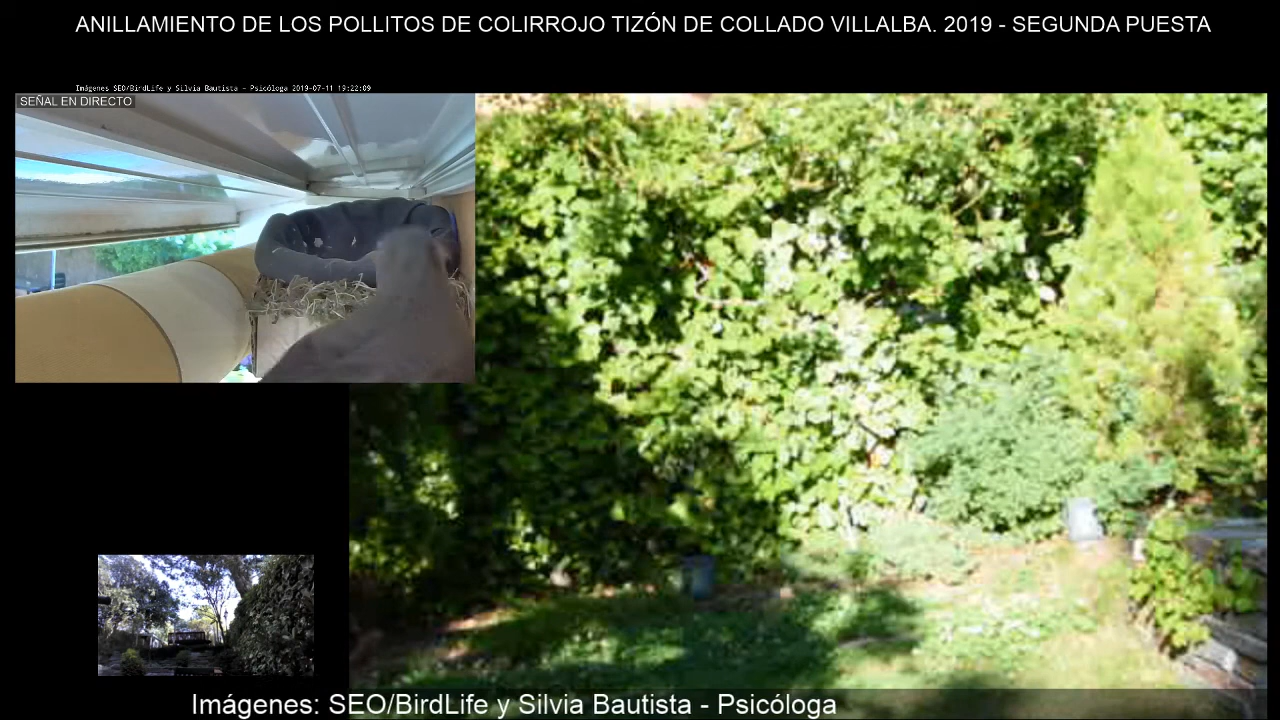 ANILLAMIENTO DE LOS POLLITOS DE COLIRROJO TIZÓN DE COLLADO VILLALBA. 2019 - SEGUNDA PUESTA
Imágenes SEO/BirdLife y Silvia Bautista - Psicóloga 2019-07-11 19:22:09
SEÑAL EN DIRECTO
Imágenes: SEO/BirdLife y Silvia Bautista - Psicóloga